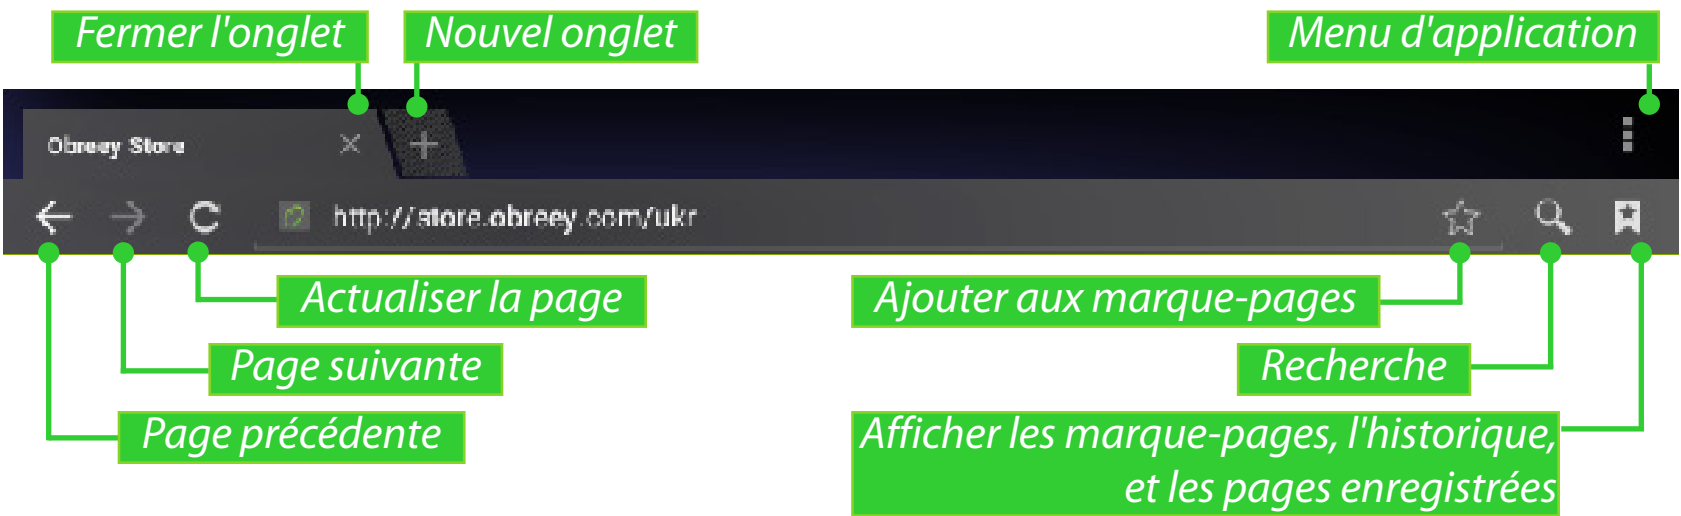 Fermer l'onglet
Nouvel onglet
Menu d'application
Obreey Store
http://store.obreey.com/ukr
Actualiser la page
Ajouter aux marque-pages
Page suivante
Recherche
Page précédente
Afficher les marque-pages, l'historique,
et les pages enregistrées